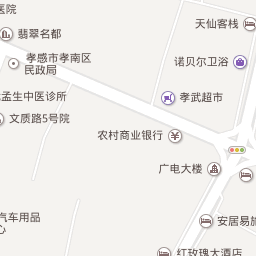 医院
天仙客栈
翡翠名都
孝感市孝南区
民政局
诺贝尔卫浴
孟生中医诊所
孝武超市
文质路5号院
农村商业银行
广电大楼
汽车用品
心
安居易旅
红玫瑰大酒店